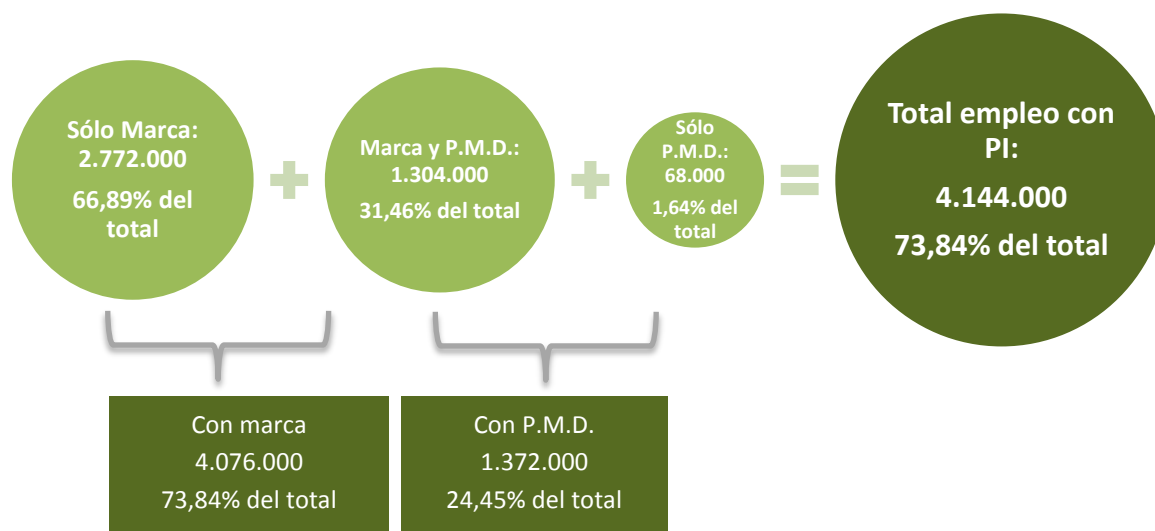 Sólo Marca:
2.772.000
66,89% del
total
Marca y P.M.D.:
1.304.000
31,46% del total
Sólo
P.M.D.:
68.000
1,64% del
total
Total empleo con
PI:
4.144.000
73,84% del total
Con marca
4.076.000
73,84% del total
Con P.M.D.
1.372.000
24,45% del total